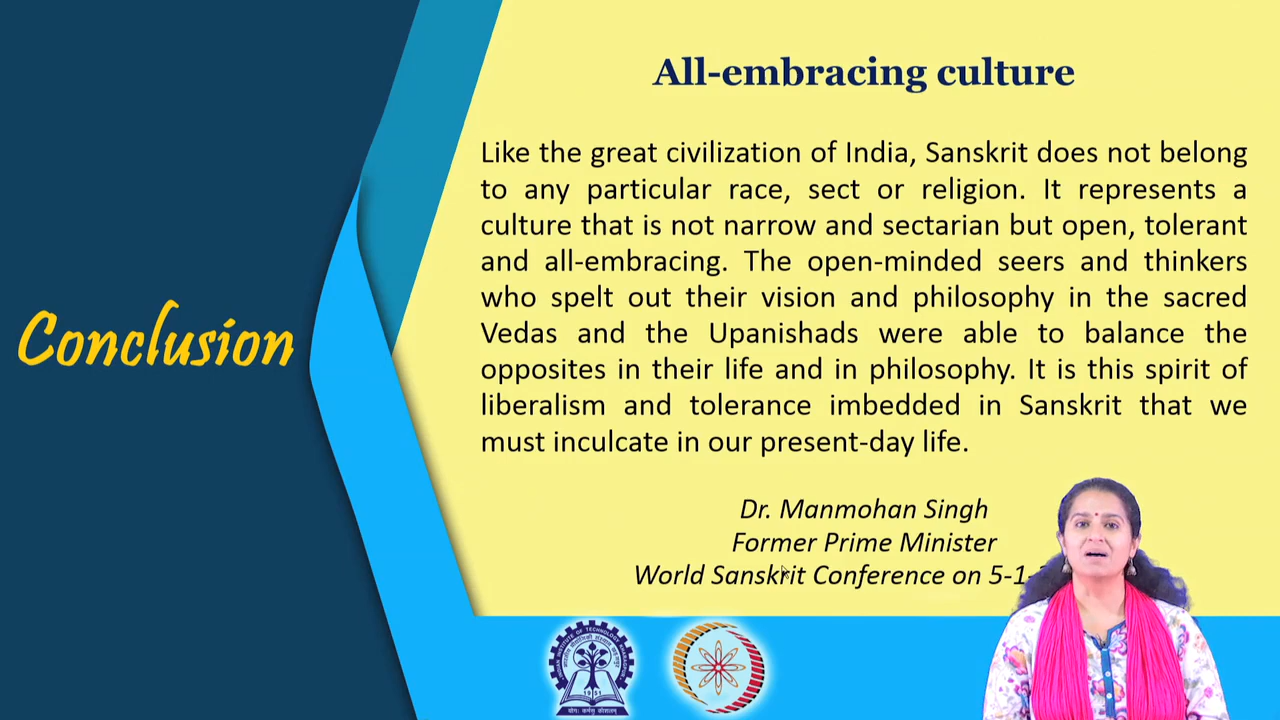 All-embracing culture
Like the great civilization of India, Sanskrit does not belong
to any particular race, sect or religion. It represents a
culture that is not narrow and sectarian but open, tolerant
and all-embracing. The open-minded seers and thinkers
who spelt out their vision and philosophy in the sacred
Vedas and the Upanishads were able to balance the
opposites in their life and in philosophy. It is this spirit of
liberalism and tolerance imbedded in Sanskrit that we
must inculcate in our present-day life.
Conclusion
Dr. Manmohan Singh
Former Prime Minister
World Sanskrit Conference on 5-1-
योगः कर्मसु कौशलम्